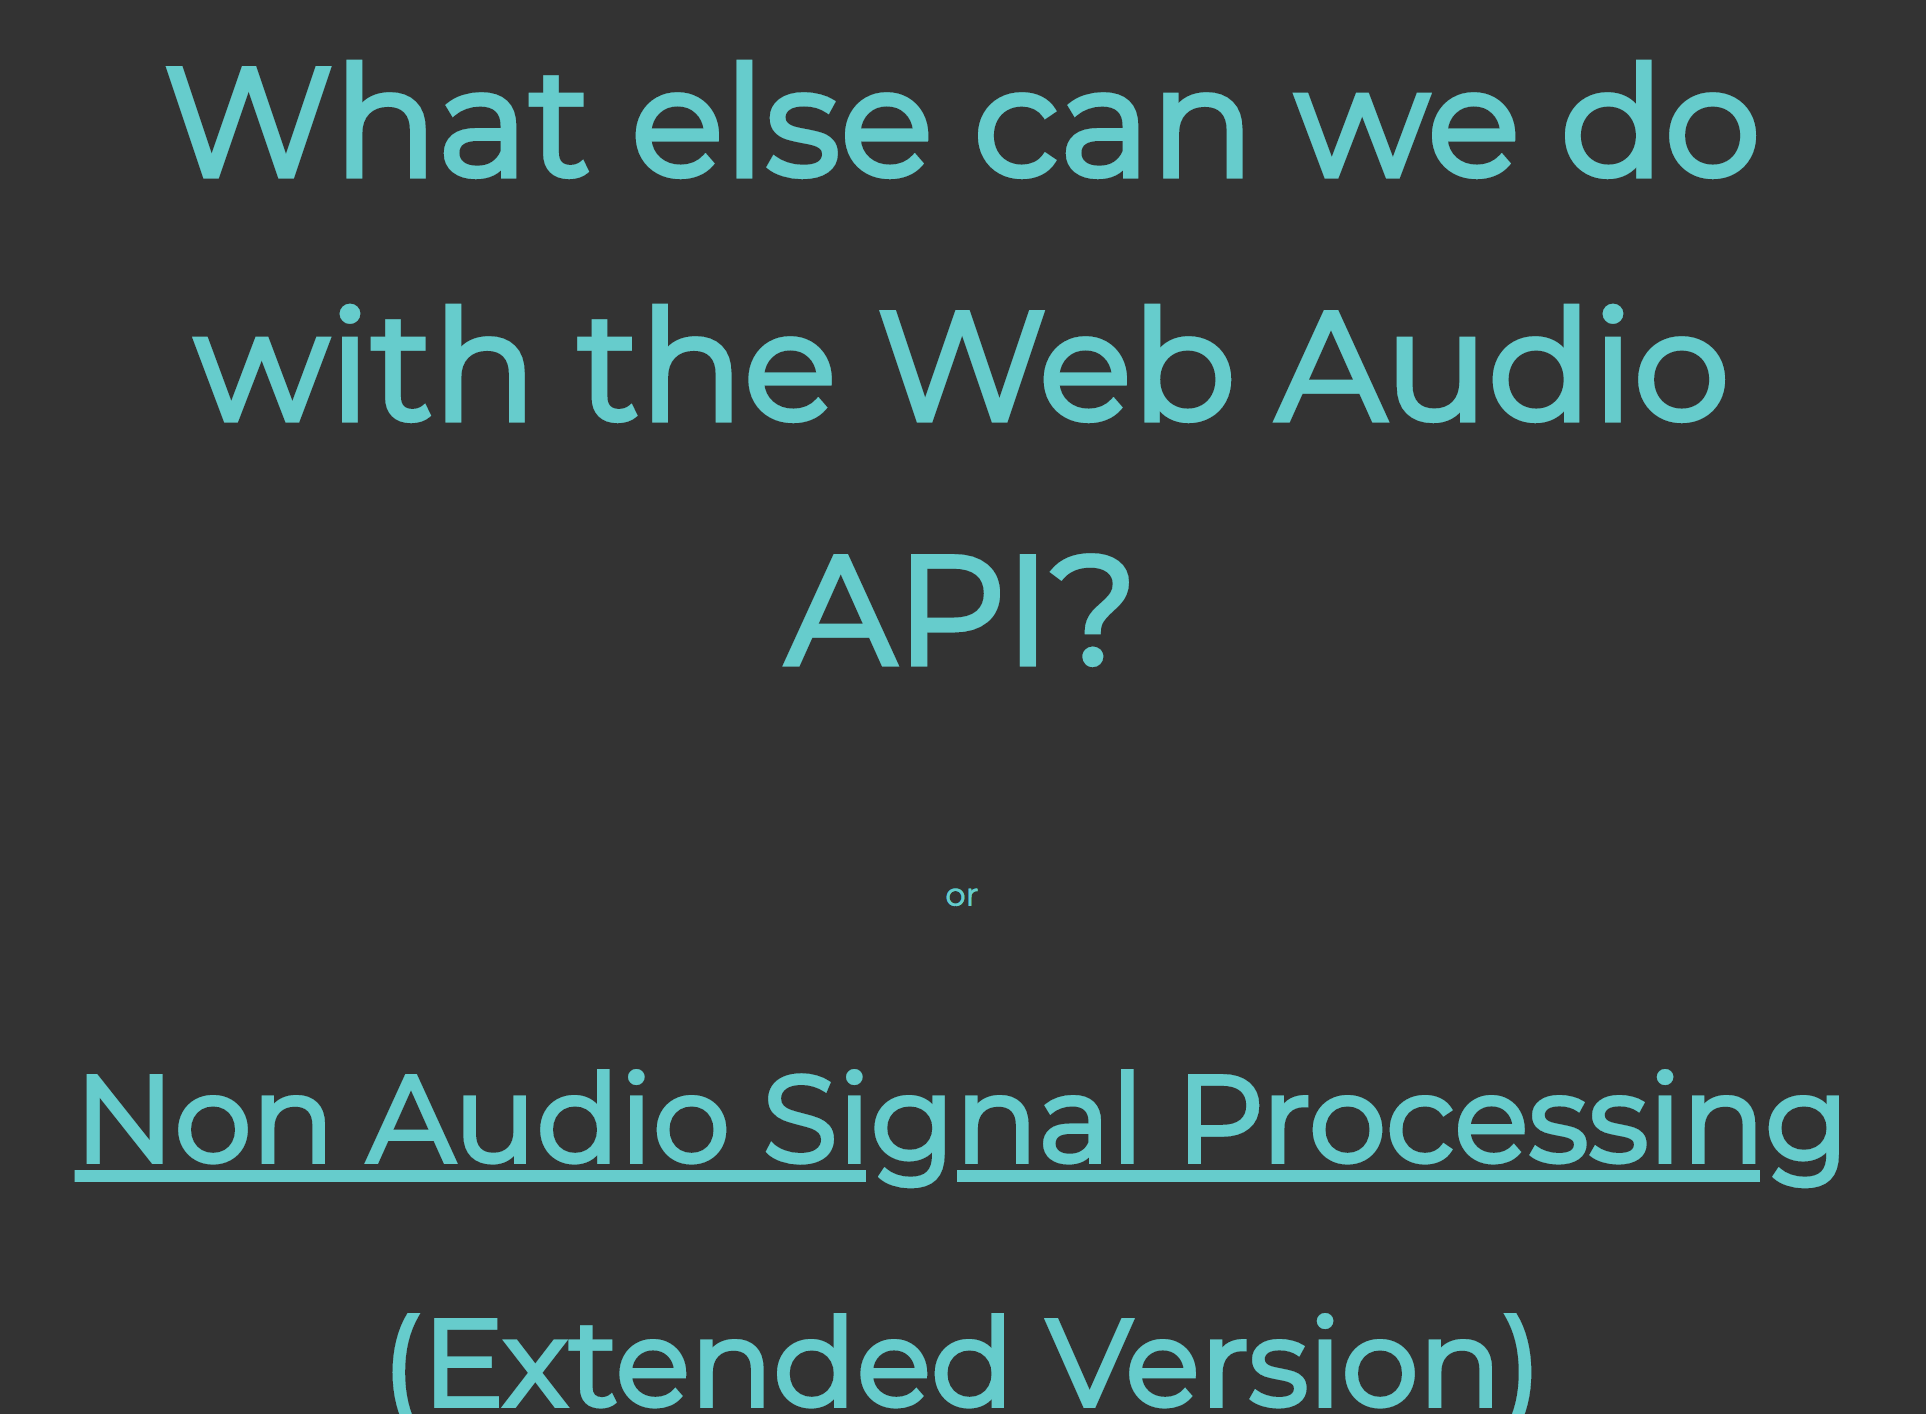 What else can we do
with the Web Audio
API?
or
Non Audio Signal Processing
(Extended Version)